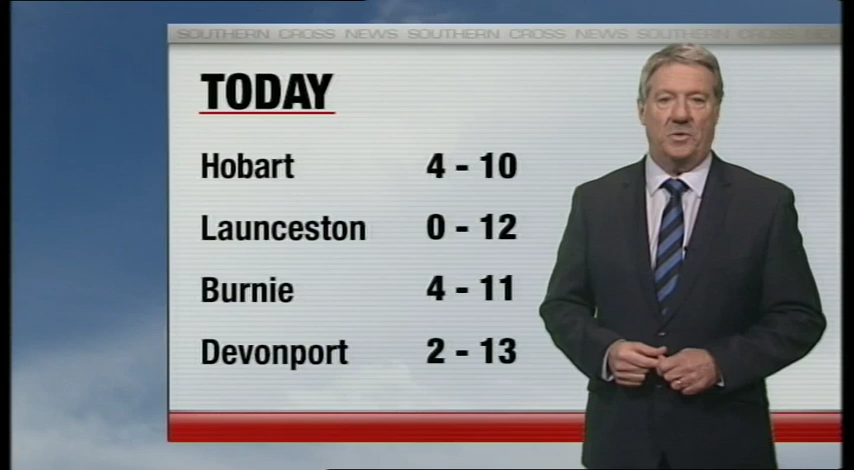 SOUTHERN CROSS NEWS SOUTHERN CROSS NEWS SOUTHERN CROSS NEWS
TODAY
Hobart 4 - 10
Launceston 0 - 12
Burnie 4 - 11
Devonport 2 - 13